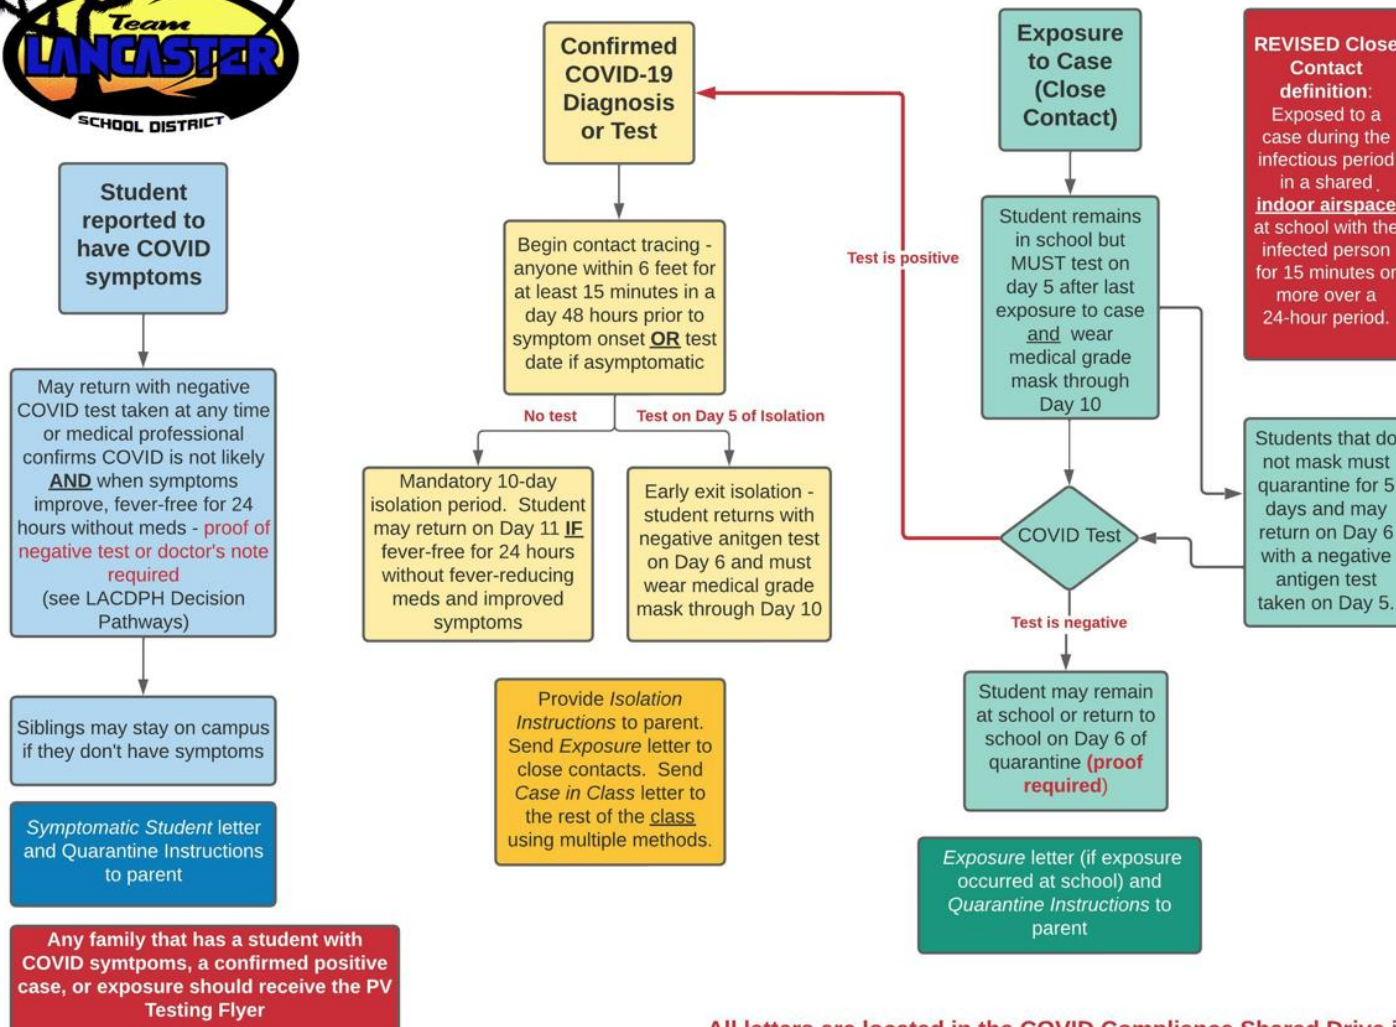 Team
LANCASTER
SCHOOL DISTRICT
Student
reported to
have COVID
symptoms
May return with negative
COVID test taken at any time
or medical professional
confirms COVID is not likely
AND when symptoms
improve, fever-free for 24
hours without meds - proof of
negative test or doctor's note
required
(see LACDPH Decision
Pathways)
Siblings may stay on campus
if they don't have symptoms
Symptomatic Student letter
and Quarantine Instructions
to parent
Any family that has a student with
COVID symtpoms, a confirmed positive
case, or exposure should receive the PV
Testing Flyer
Confirmed
COVID-19
Diagnosis
or Test
Begin contact tracing -
anyone within 6 feet for
at least 15 minutes in a
day 48 hours prior to
symptom onset OR test
date if asymptomatic
No test
Test on Day 5 of Isolation
Mandatory 10-day
isolation period. Student
may return on Day 11 IF
fever-free for 24 hours
without fever-reducing
meds and improved
symptoms
Early exit isolation -
student returns with
negative anitgen test
on Day 6 and must
wear medical grade
mask through Day 10
Provide Isolation
Instructions to parent.
Send Exposure letter to
close contacts. Send
Case in Class letter to
the rest of the class
using multiple methods.
Test is positive
Exposure
to Case
(Close
Contact)
Student remains
in school but
MUST test on
day 5 after last
exposure to case
and wear
medical grade
mask through
Day 10
COVID Test
Test is negative
Student may remain
at school or return to
school on Day 6 of
quarantine (proof
required)
Exposure letter (if exposure
occurred at school) and
Quarantine Instructions to
parent
REVISED Close
Contact
definition:
Exposed to a
case during the
infectious period
in a shared
indoor airspace
at school with the
infected person
for 15 minutes or
more over a
24-hour period.
Students that do
not mask must
quarantine for 5
days and may
return on Day 6
with a negative
antigen test
taken on Day 5.
All letters are located in the COVID Compliance Shared Drive